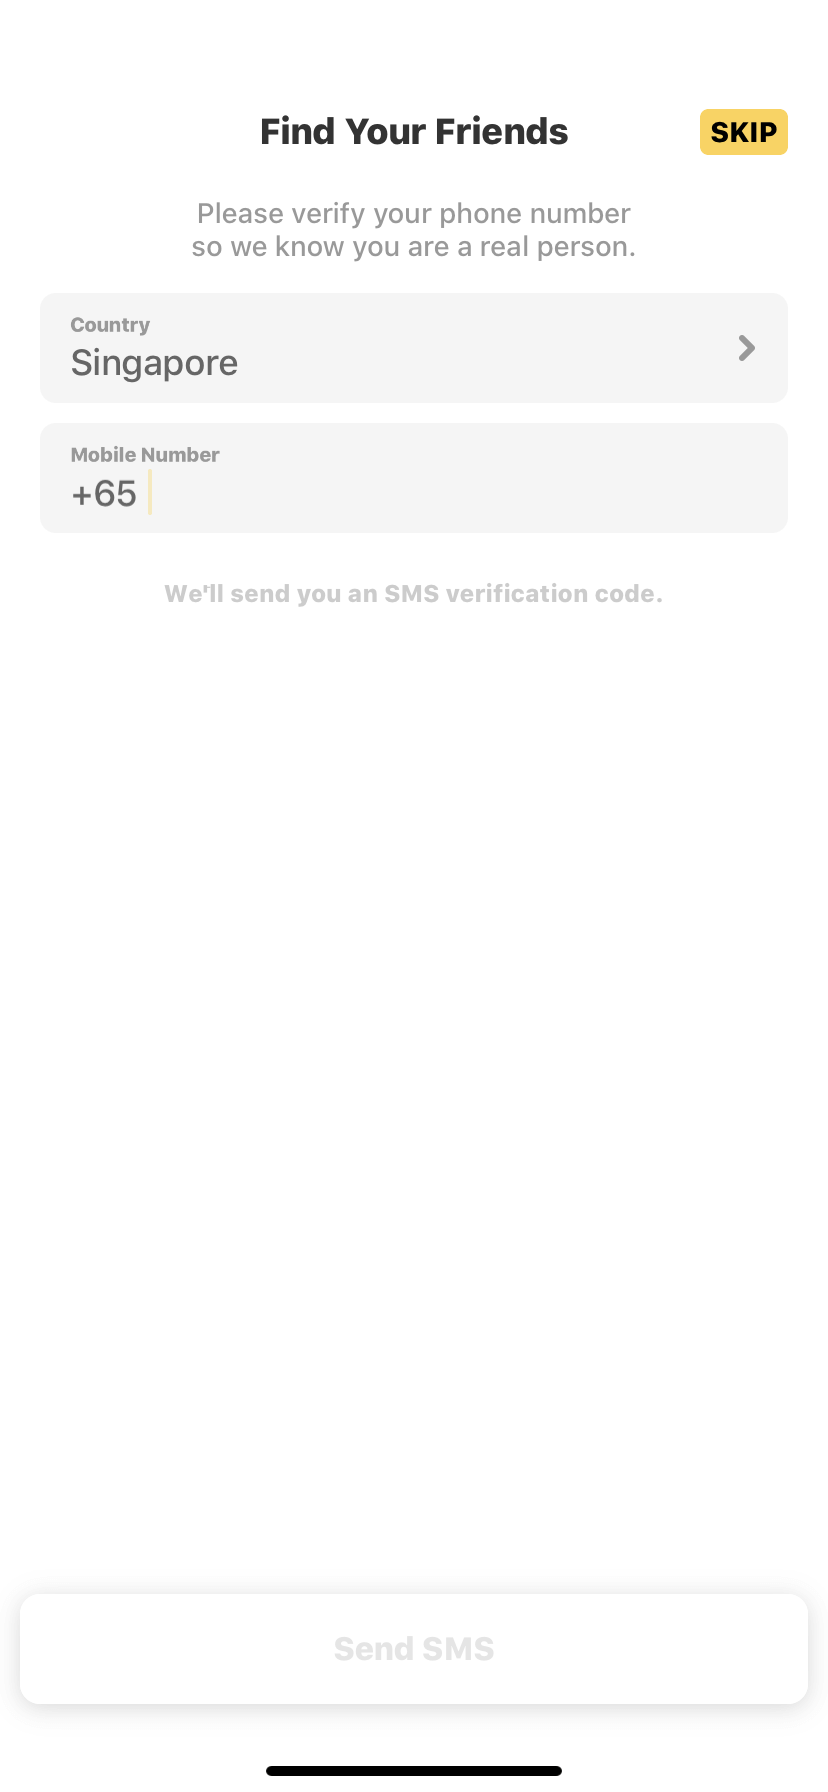 Find Your Friends
SKIP
Please verify your phone number
so we know you are a real person.
Country
Singapore
Mobile Number
+65
We'll send you an SMS verification code.
Send SMS